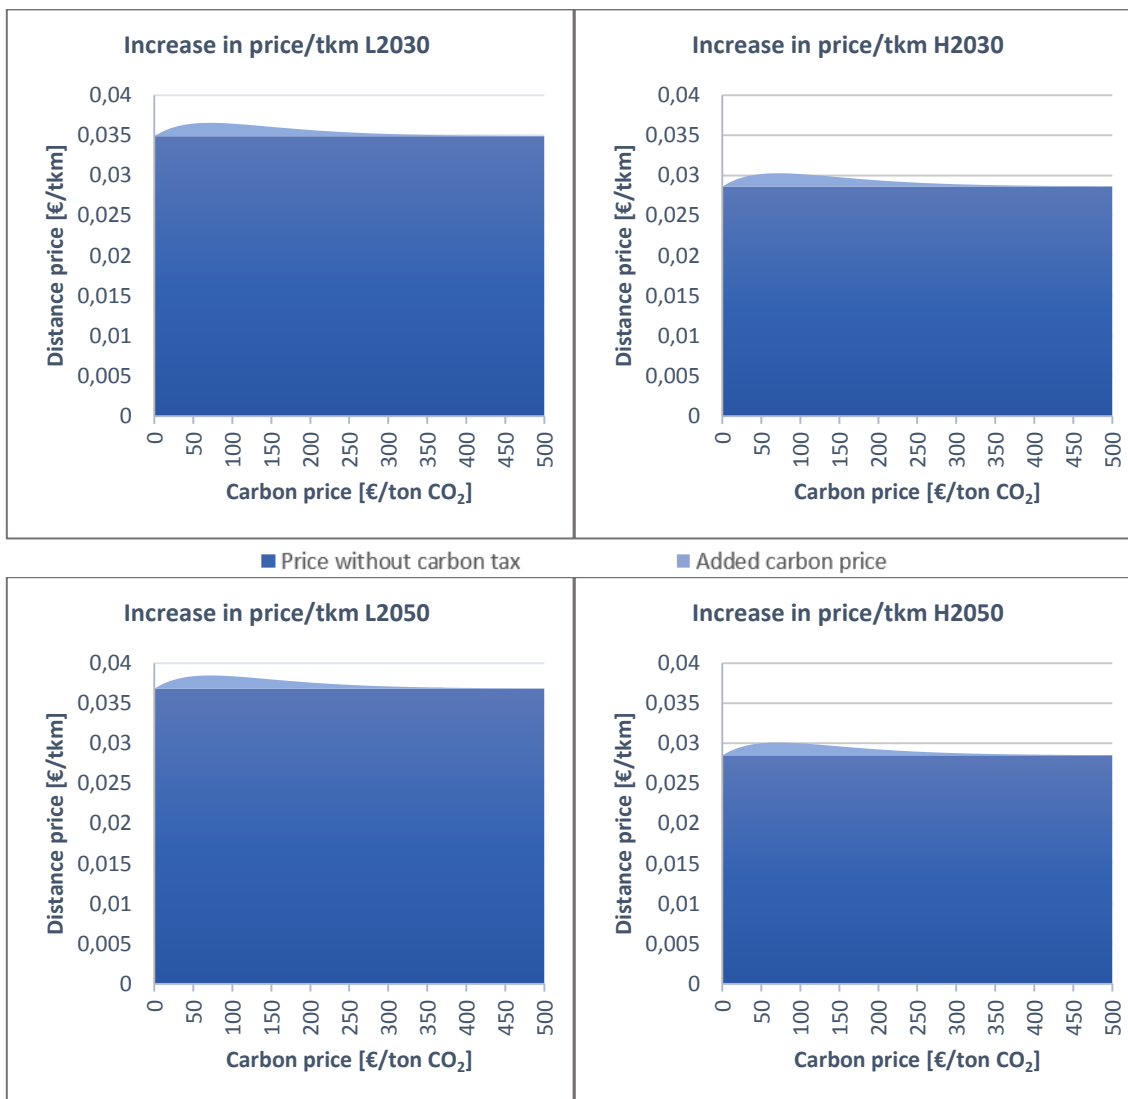 Increase in price/tkm L2030
Distance price [€/tkm]
0,04
0,035
0,03
0,025
0,02
0,015
0,01
0,005
0
0 50 100 150 200 250 300 350 400 450 500
Carbon price [€/ton CO₂]
Increase in price/tkm H2030
Distance price [€/tkm]
0,04
0,035
0,03
0,025
0,02
0,015
0,01
0,005
0
0 50 100 150 200 250 300 350 400 450 500
Carbon price [€/ton CO₂]
Price without carbon tax
Added carbon price
Increase in price/tkm L2050
Distance price [€/tkm]
0,04
0,035
0,03
0,025
0,02
0,015
0,01
0,005
0
0 50 100 150 200 250 300 350 400 450 500
Carbon price [€/ton CO₂]
Increase in price/tkm H2050
Distance price [€/tkm]
0,04
0,035
0,03
0,025
0,02
0,015
0,01
0,005
0
0 50 100 150 200 250 300 350 400 450 500
Carbon price [€/ton CO₂]